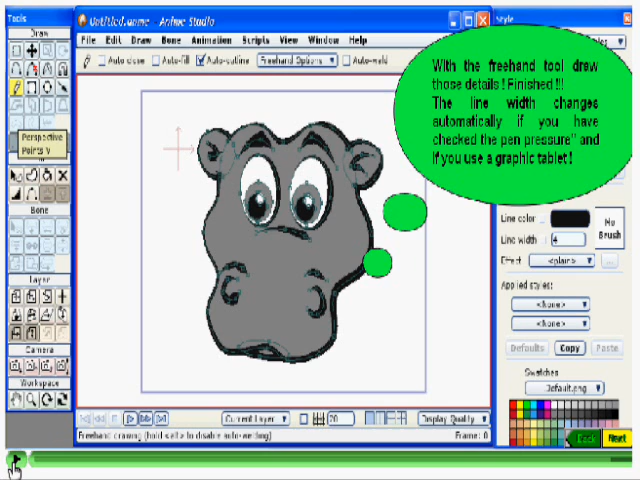 Tools
Untitled.anme - Anime Studio
Style
Draw
File Edit Draw Bone Animation Scripts View Window Help
Auto-close Auto-fill Auto-outline Freehand Options Auto-weld
With the freehand tool draw
those details ! Finished !!!
The line width changes
automatically if you have
checked the pen pressure" and
if you use a graphic tablet !
Perspective
Points V
Bone
Line color
Line width 4
No
Brush
Effect <plain> ...
Layer
Applied styles:
<None>
<None>
Defaults Copy Paste
Camera
Swatches
Default.png
Workspace
Current Layer 20 Display Quality
Back Next
Freehand drawing (hold <alt> to disable auto-welding) Frame: 0